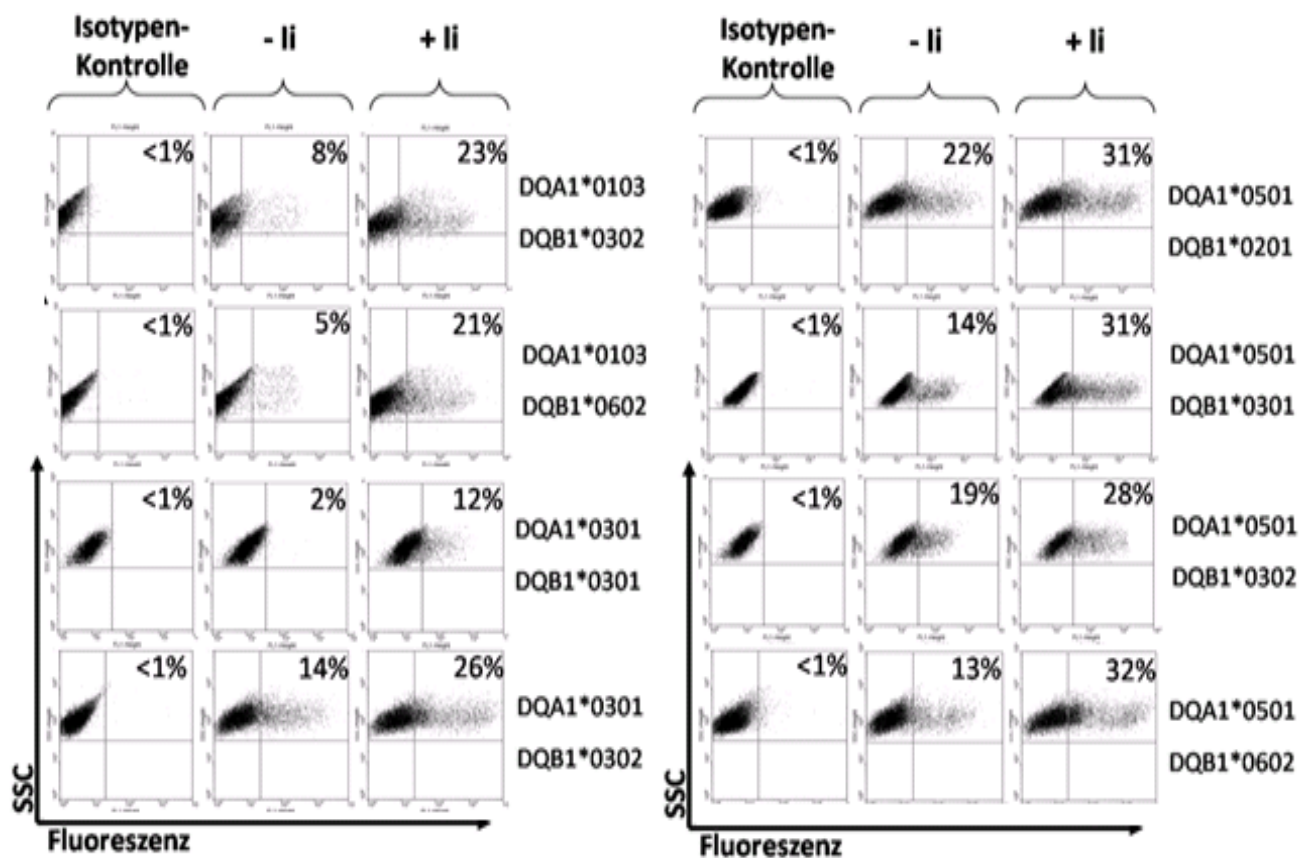 Isotypen-
Kontrolle
- Ii
+ Ii
<1%
8%
23%
DQA1*0103
DQB1*0302
<1%
5%
21%
DQA1*0103
DQB1*0602
<1%
2%
12%
DQA1*0301
DQB1*0301
<1%
14%
26%
DQA1*0301
DQB1*0302
SSC
Fluoreszenz
Isotypen-
Kontrolle
- Ii
+ Ii
<1%
22%
31%
DQA1*0501
DQB1*0201
<1%
14%
31%
DQA1*0501
DQB1*0301
<1%
19%
28%
DQA1*0501
DQB1*0302
<1%
13%
32%
DQA1*0501
DQB1*0602
SSC
Fluoreszenz